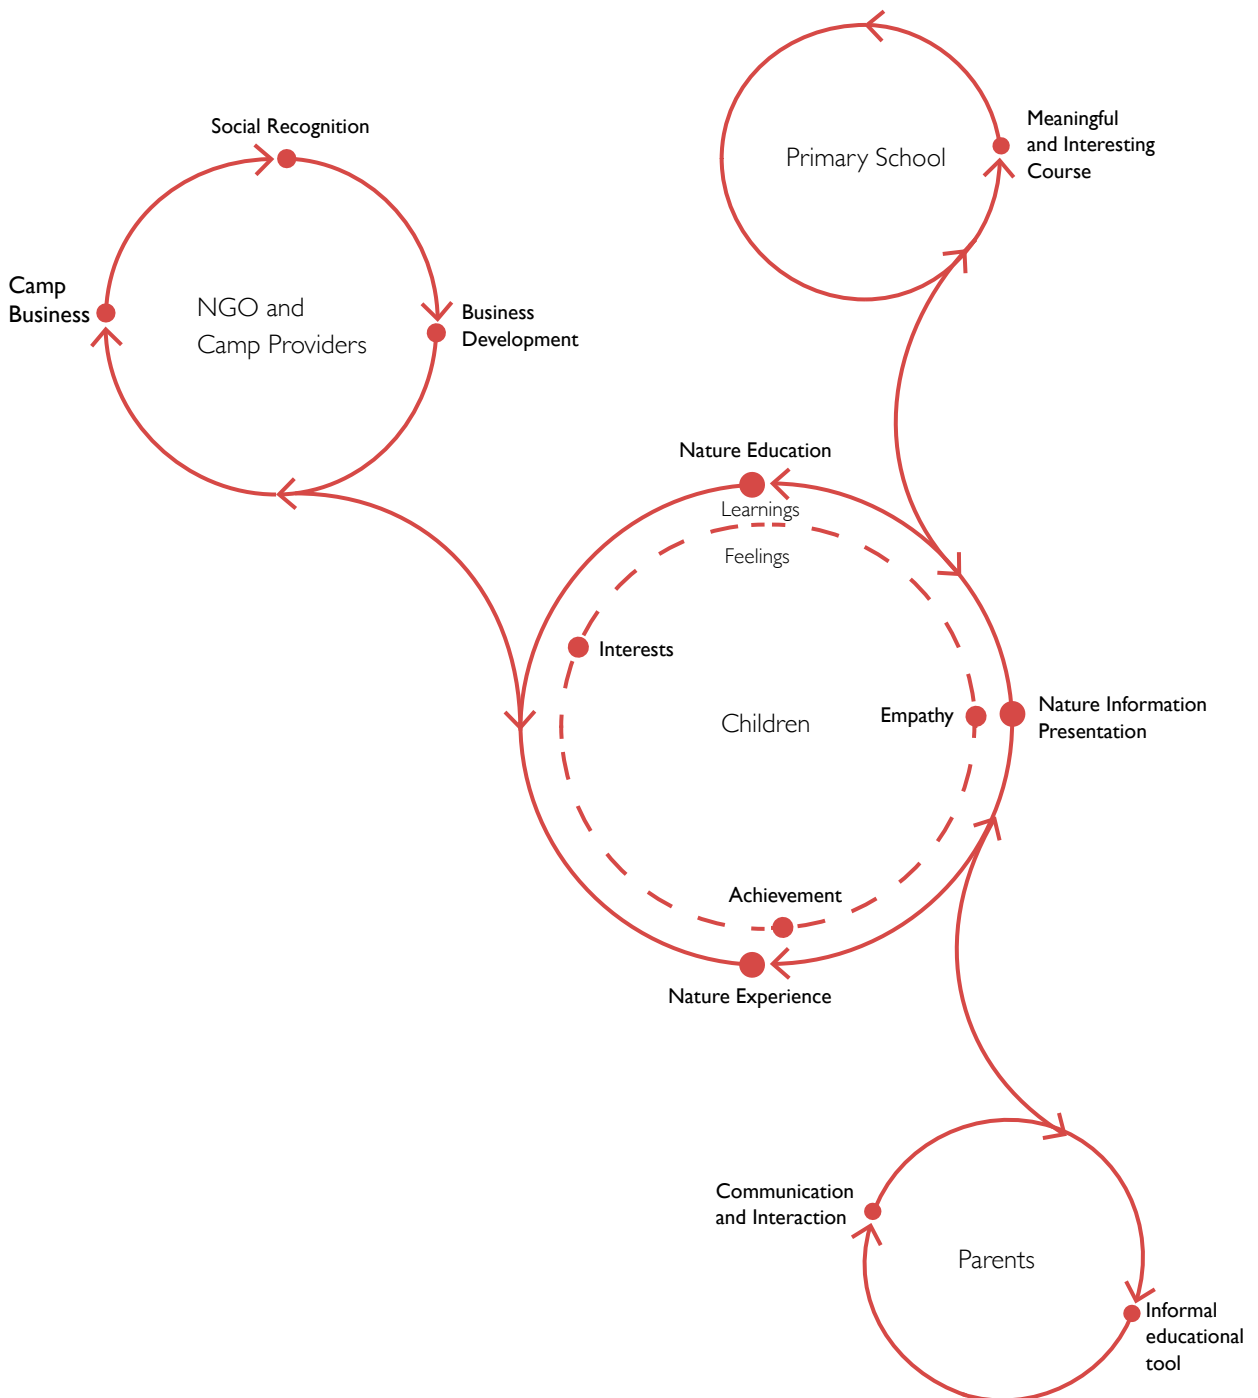 Social Recognition
Camp
Business
NGO and
Camp Providers
Business
Development
Primary School
Meaningful
and Interesting
Course
Nature Education
Learnings
Feelings
Interests
Children
Empathy
Nature Information
Presentation
Achievement
Nature Experience
Communication
and Interaction
Parents
Informal
educational
tool